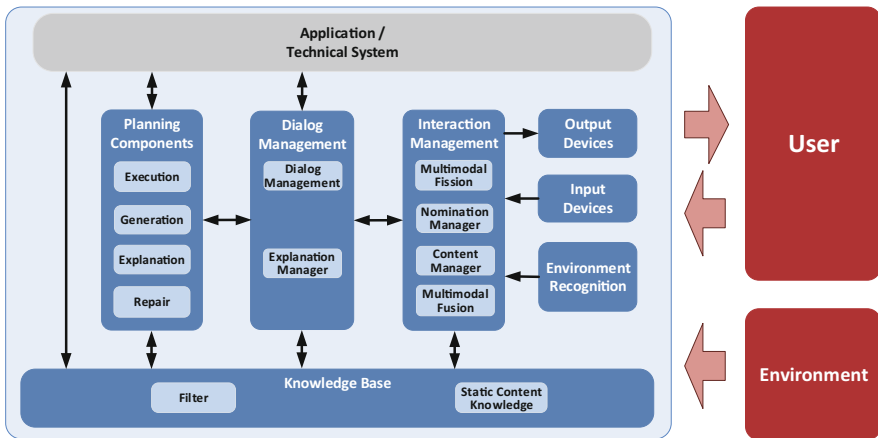 Application /
Technical System
Planning
Components
Execution
Generation
Explanation
Repair
Dialog
Management
Dialog
Management
Explanation
Manager
Interaction
Management
Multimodal
Fission
Nomination
Manager
Content
Manager
Multimodal
Fusion
Output
Devices
Input
Devices
Environment
Recognition
Knowledge Base
Filter
Static Content
Knowledge
User
Environment